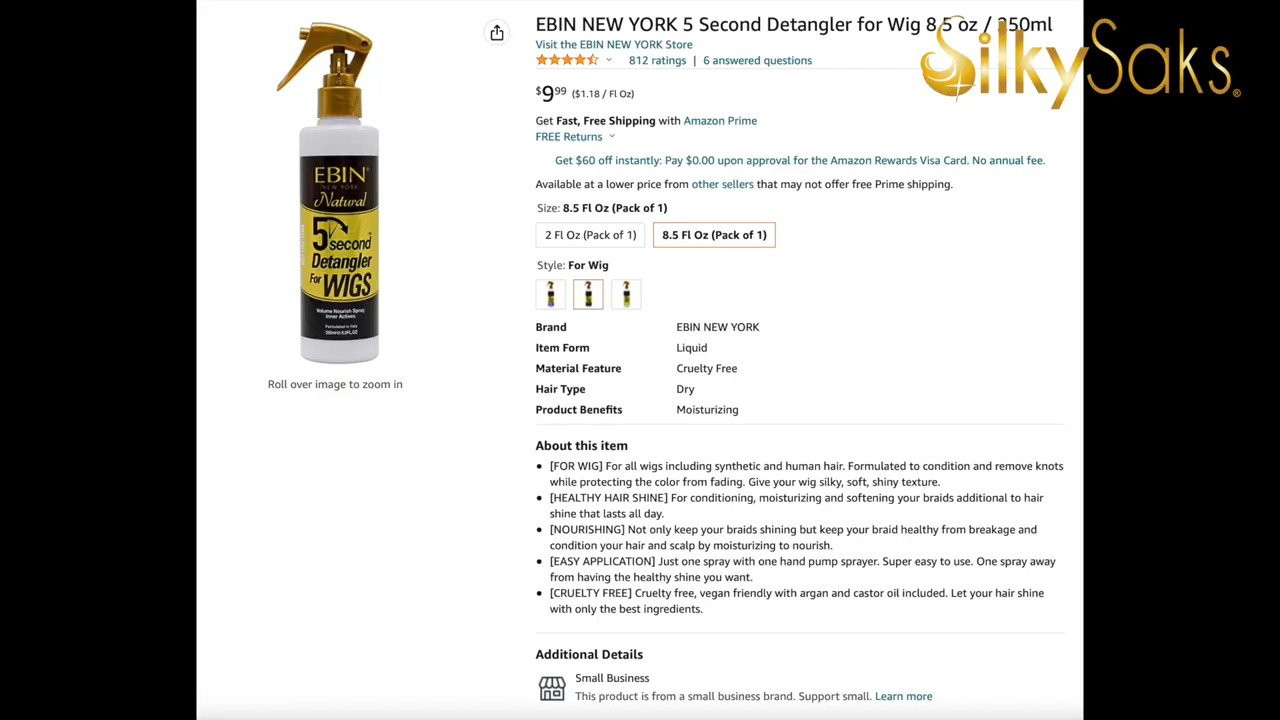 EBIN NEW YORK 5 Second Detangler for Wig 8.5 oz / 250ml
Visit the EBIN NEW YORK Store
812 ratings | 6 answered questions
SilkySaks®
$9.99 ($1.18 / Fl Oz)
Get Fast, Free Shipping with Amazon Prime
FREE Returns
Get $60 off instantly: Pay $0.00 upon approval for the Amazon Rewards Visa Card. No annual fee.
Available at a lower price from other sellers that may not offer free Prime shipping.
Size: 8.5 Fl Oz (Pack of 1)
2 Fl Oz (Pack of 1)
8.5 Fl Oz (Pack of 1)
Style: For Wig
EBIN
NEW YORK
Natural
5 second
Detangler
For WIGS
Volume Nourish Spray
Inner Actives
Formulated in Italy
250ml/8.5FL.OZ
Roll over image to zoom in
Brand EBIN NEW YORK
Item Form Liquid
Material Feature Cruelty Free
Hair Type Dry
Product Benefits Moisturizing
About this item
[FOR WIG] For all wigs including synthetic and human hair. Formulated to condition and remove knots
while protecting the color from fading. Give your wig silky, soft, shiny texture.
[HEALTHY HAIR SHINE] For conditioning, moisturizing and softening your braids additional to hair
shine that lasts all day.
[NOURISHING] Not only keep your braids shining but keep your braid healthy from breakage and
condition your hair and scalp by moisturizing to nourish.
[EASY APPLICATION] Just one spray with one hand pump sprayer. Super easy to use. One spray away
from having the healthy shine you want.
[CRUELTY FREE] Cruelty free, vegan friendly with argan and castor oil included. Let your hair shine
with only the best ingredients.
Additional Details
Small Business
This product is from a small business brand. Support small. Learn more